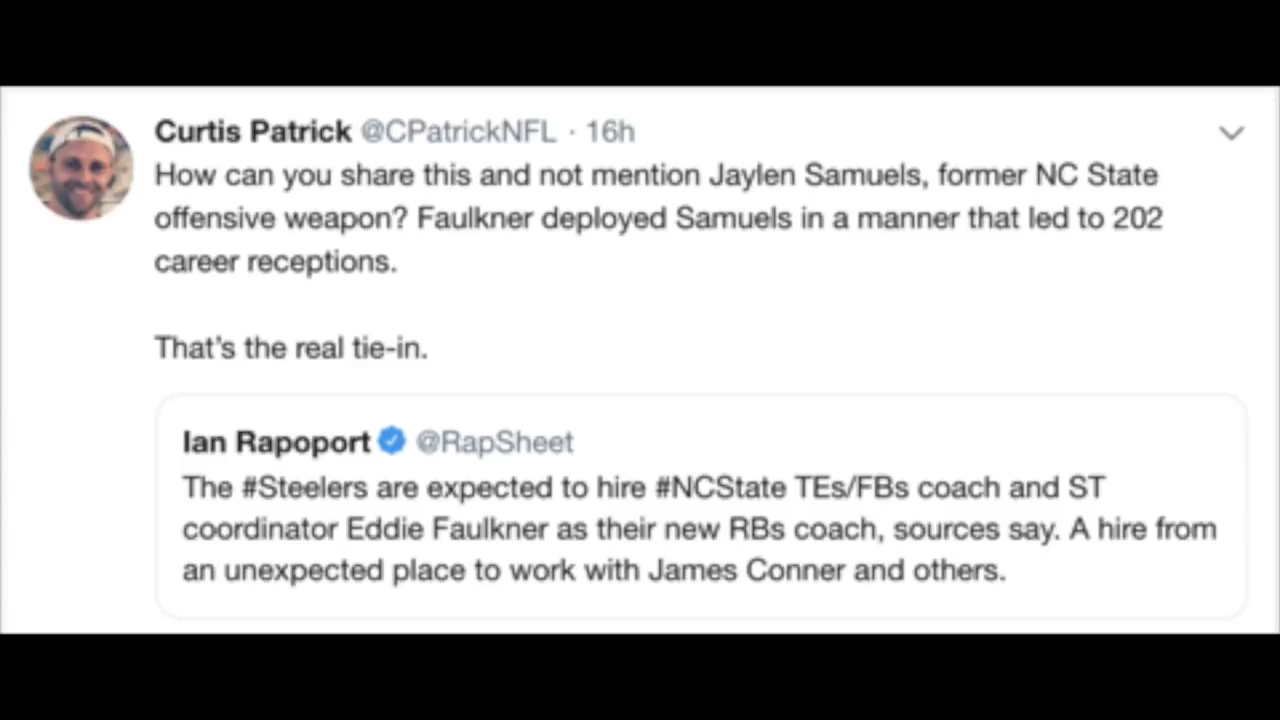 Curtis Patrick @CPatrickNFL · 16h
How can you share this and not mention Jaylen Samuels, former NC State
offensive weapon? Faulkner deployed Samuels in a manner that led to 202
career receptions.
That's the real tie-in.
Ian Rapoport @RapSheet
The #Steelers are expected to hire #NCState TEs/FBs coach and ST
coordinator Eddie Faulkner as their new RBs coach, sources say. A hire from
an unexpected place to work with James Conner and others.